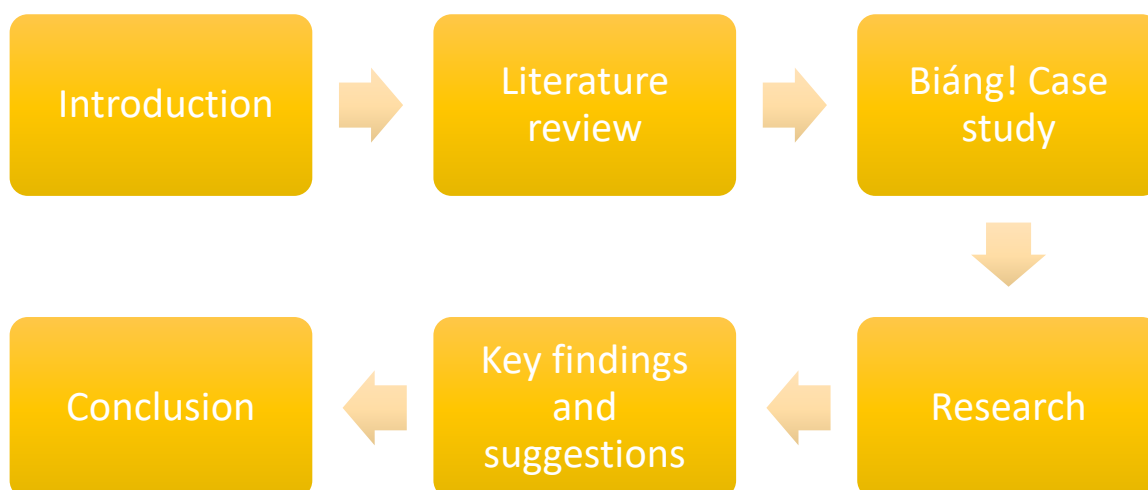 Introduction
Literature
review
Biáng! Case
study
Research
Key findings
and
suggestions
Conclusion